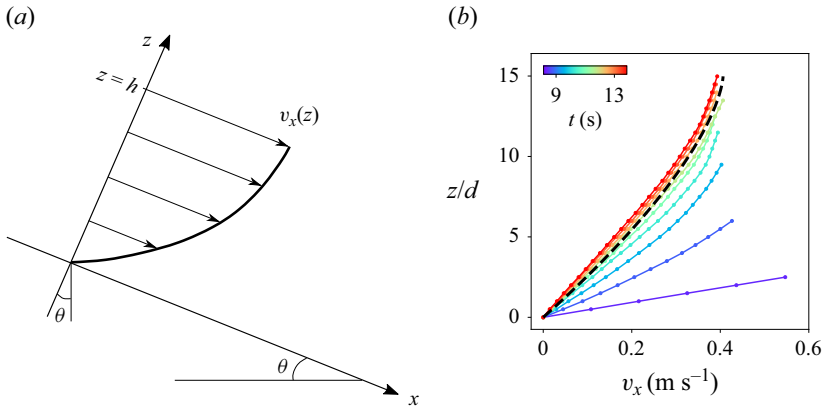 (a)
z
z = h
vₓ(z)
θ
θ
x
(b)
15
10
z/d
5
0
9 13
t (s)
0 0.2 0.4 0.6
vₓ (m s⁻¹)